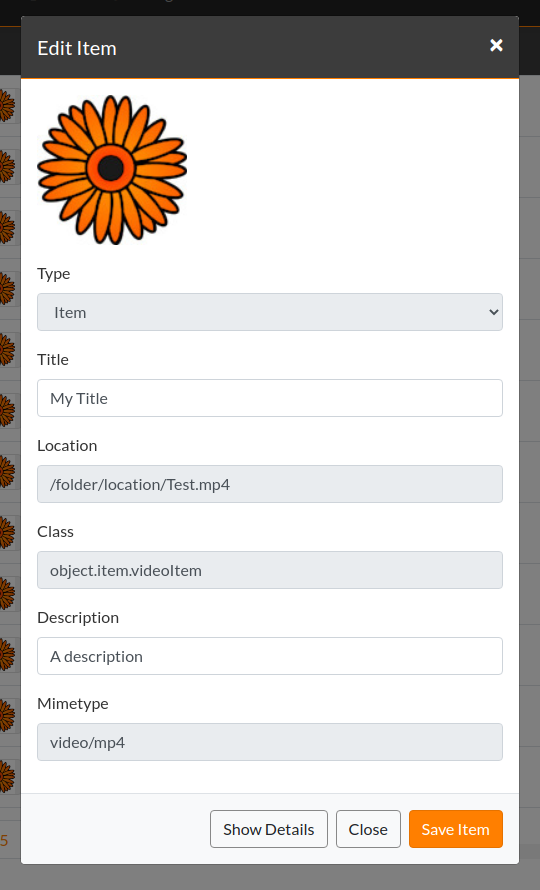 Edit Item
×
Type
Item
Title
My Title
Location
/folder/location/Test.mp4
Class
object.item.videoItem
Description
A description
Mimetype
video/mp4
5
Show Details
Close
Save Item